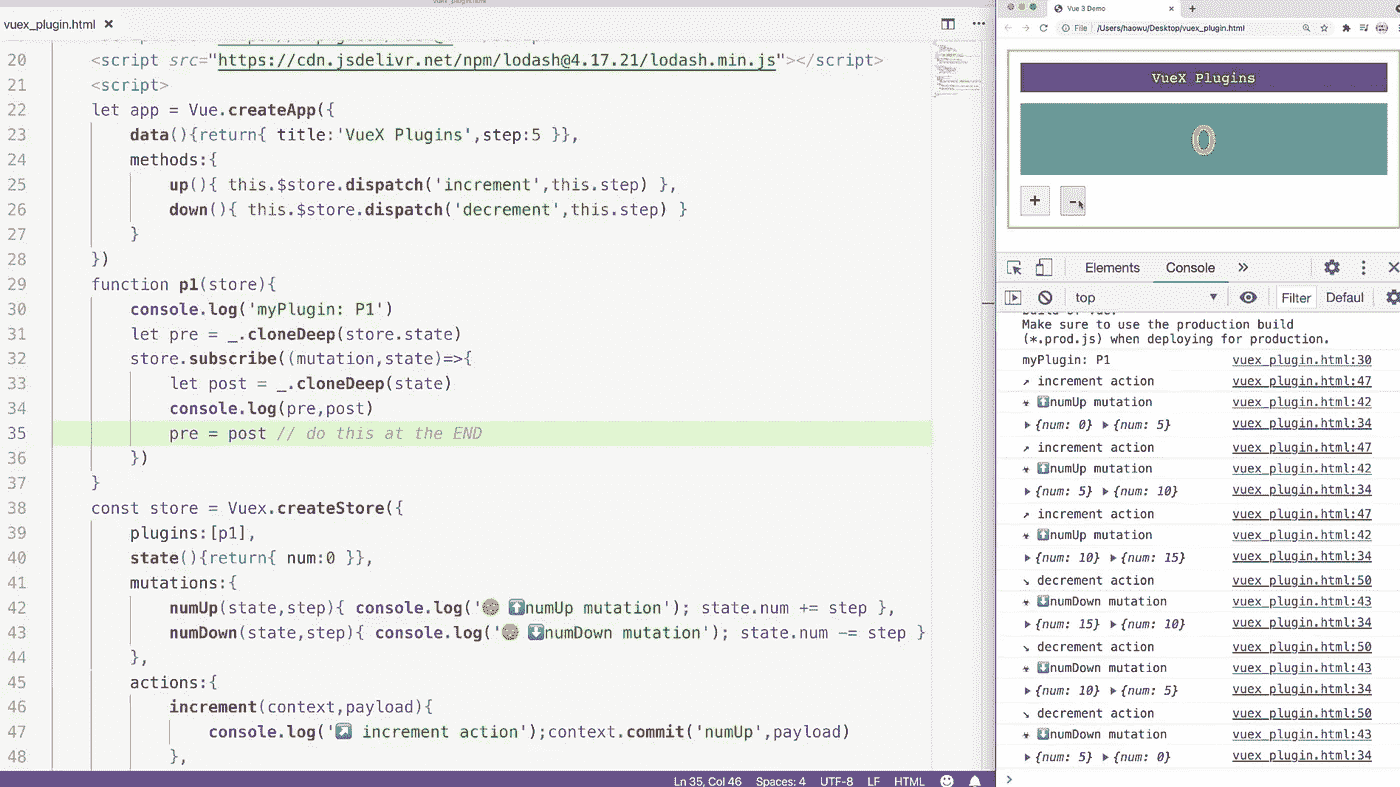 vuex_plugin.html
20 <script src="https://cdn.jsdelivr.net/npm/lodash@4.17.21/lodash.min.js"></script>
21 <script>
22 let app = Vue.createApp({
23 data(){return{ title:'VueX Plugins',step:5 }},
24 methods:{
25 up(){ this.$store.dispatch('increment',this.step) },
26 down(){ this.$store.dispatch('decrement',this.step) }
27 }
28 })
29 function p1(store){
30 console.log('myPlugin: P1')
31 let pre = _.cloneDeep(store.state)
32 store.subscribe((mutation,state)=>{
33 let post = _.cloneDeep(state)
34 console.log(pre,post)
35 pre = post // do this at the END
36 })
37 }
38 const store = Vuex.createStore({
39 plugins:[p1],
40 state(){return{ num:0 }},
41 mutations:{
42 numUp(state,step){ console.log('🍪 ⬆️numUp mutation'); state.num += step },
43 numDown(state,step){ console.log('🍪 ⬇️numDown mutation'); state.num -= step }
44 },
45 actions:{
46 increment(context,payload){
47 console.log('↗️ increment action');context.commit('numUp',payload)
48 },
Ln 35, Col 46 Spaces: 4 UTF-8 LF HTML
Vue 3 Demo
File /Users/haowu/Desktop/vuex_plugin.html
VueX Plugins
0
+ -
Elements Console
top Filter Defaul
build of Vue.
Make sure to use the production build
(*.prod.js) when deploying for production.
myPlugin: P1 vuex_plugin.html:30
↗ increment action vuex_plugin.html:47
⬆️numUp mutation vuex_plugin.html:42
▶{num: 0} ▶{num: 5} vuex_plugin.html:34
↗ increment action vuex_plugin.html:47
⬆️numUp mutation vuex_plugin.html:42
▶{num: 5} ▶{num: 10} vuex_plugin.html:34
↗ increment action vuex_plugin.html:47
⬆️numUp mutation vuex_plugin.html:42
▶{num: 10} ▶{num: 15} vuex_plugin.html:34
↘ decrement action vuex_plugin.html:50
⬇️numDown mutation vuex_plugin.html:43
▶{num: 15} ▶{num: 10} vuex_plugin.html:34
↘ decrement action vuex_plugin.html:50
⬇️numDown mutation vuex_plugin.html:43
▶{num: 10} ▶{num: 5} vuex_plugin.html:34
↘ decrement action vuex_plugin.html:50
⬇️numDown mutation vuex_plugin.html:43
▶{num: 5} ▶{num: 0} vuex_plugin.html:34